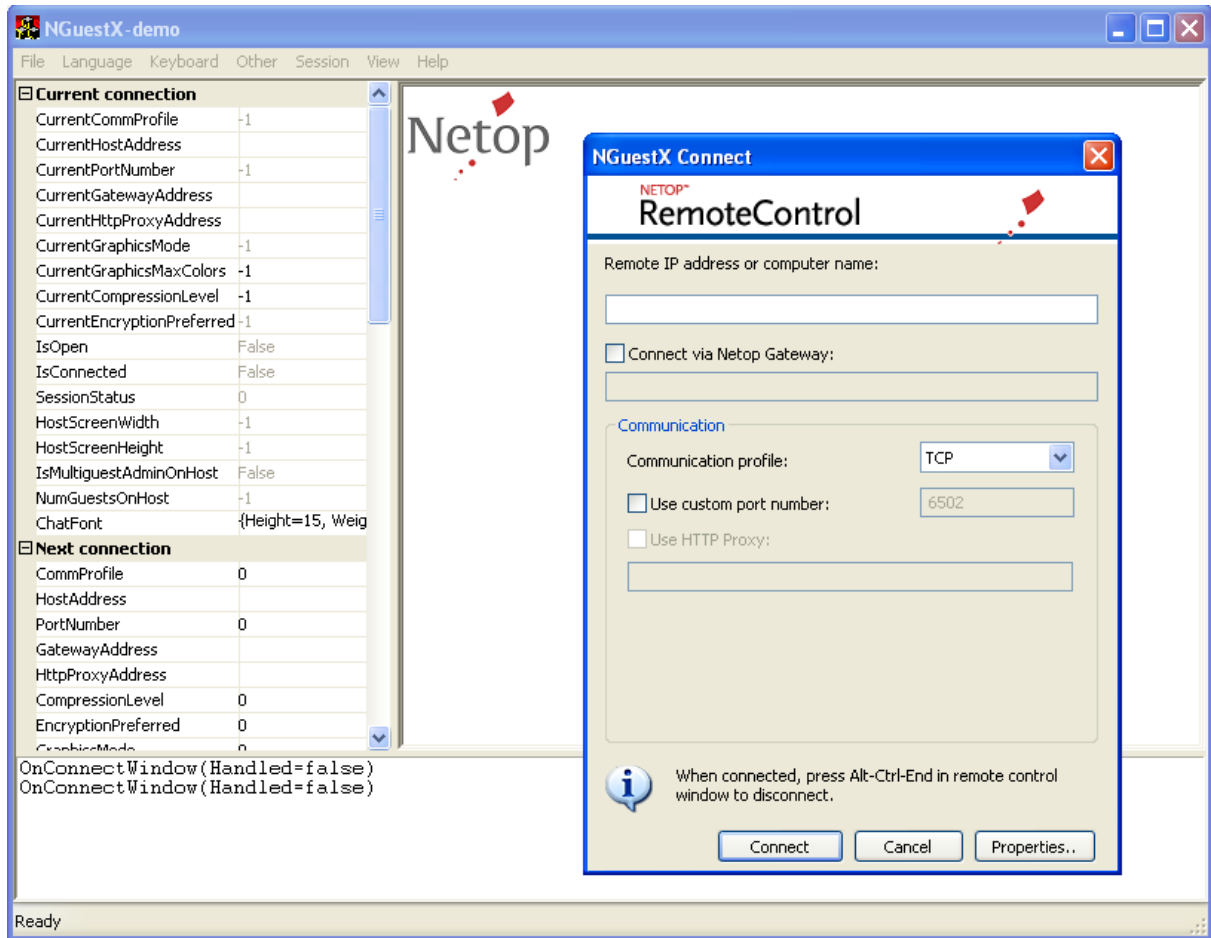 NGuestX-demo
File Language Keyboard Other Session View Help
Current connection
CurrentCommProfile -1
CurrentHostAddress
CurrentPortNumber -1
CurrentGatewayAddress
CurrentHttpProxyAddress
CurrentGraphicsMode -1
CurrentGraphicsMaxColors -1
CurrentCompressionLevel -1
CurrentEncryptionPreferred -1
IsOpen False
IsConnected False
SessionStatus 0
HostScreenWidth -1
HostScreenHeight -1
IsMultiguestAdminOnHost False
NumGuestsOnHost -1
ChatFont {Height=15, Weig
Next connection
CommProfile 0
HostAddress
PortNumber 0
GatewayAddress
HttpProxyAddress
CompressionLevel 0
EncryptionPreferred 0
GraphicsMode 0
Netop
NGuestX Connect
NETOP™
RemoteControl
Remote IP address or computer name:
Connect via Netop Gateway:
Communication
Communication profile: TCP
Use custom port number: 6502
Use HTTP Proxy:
When connected, press Alt-Ctrl-End in remote control
window to disconnect.
Connect Cancel Properties..
OnConnectWindow(Handled=false)
OnConnectWindow(Handled=false)
Ready